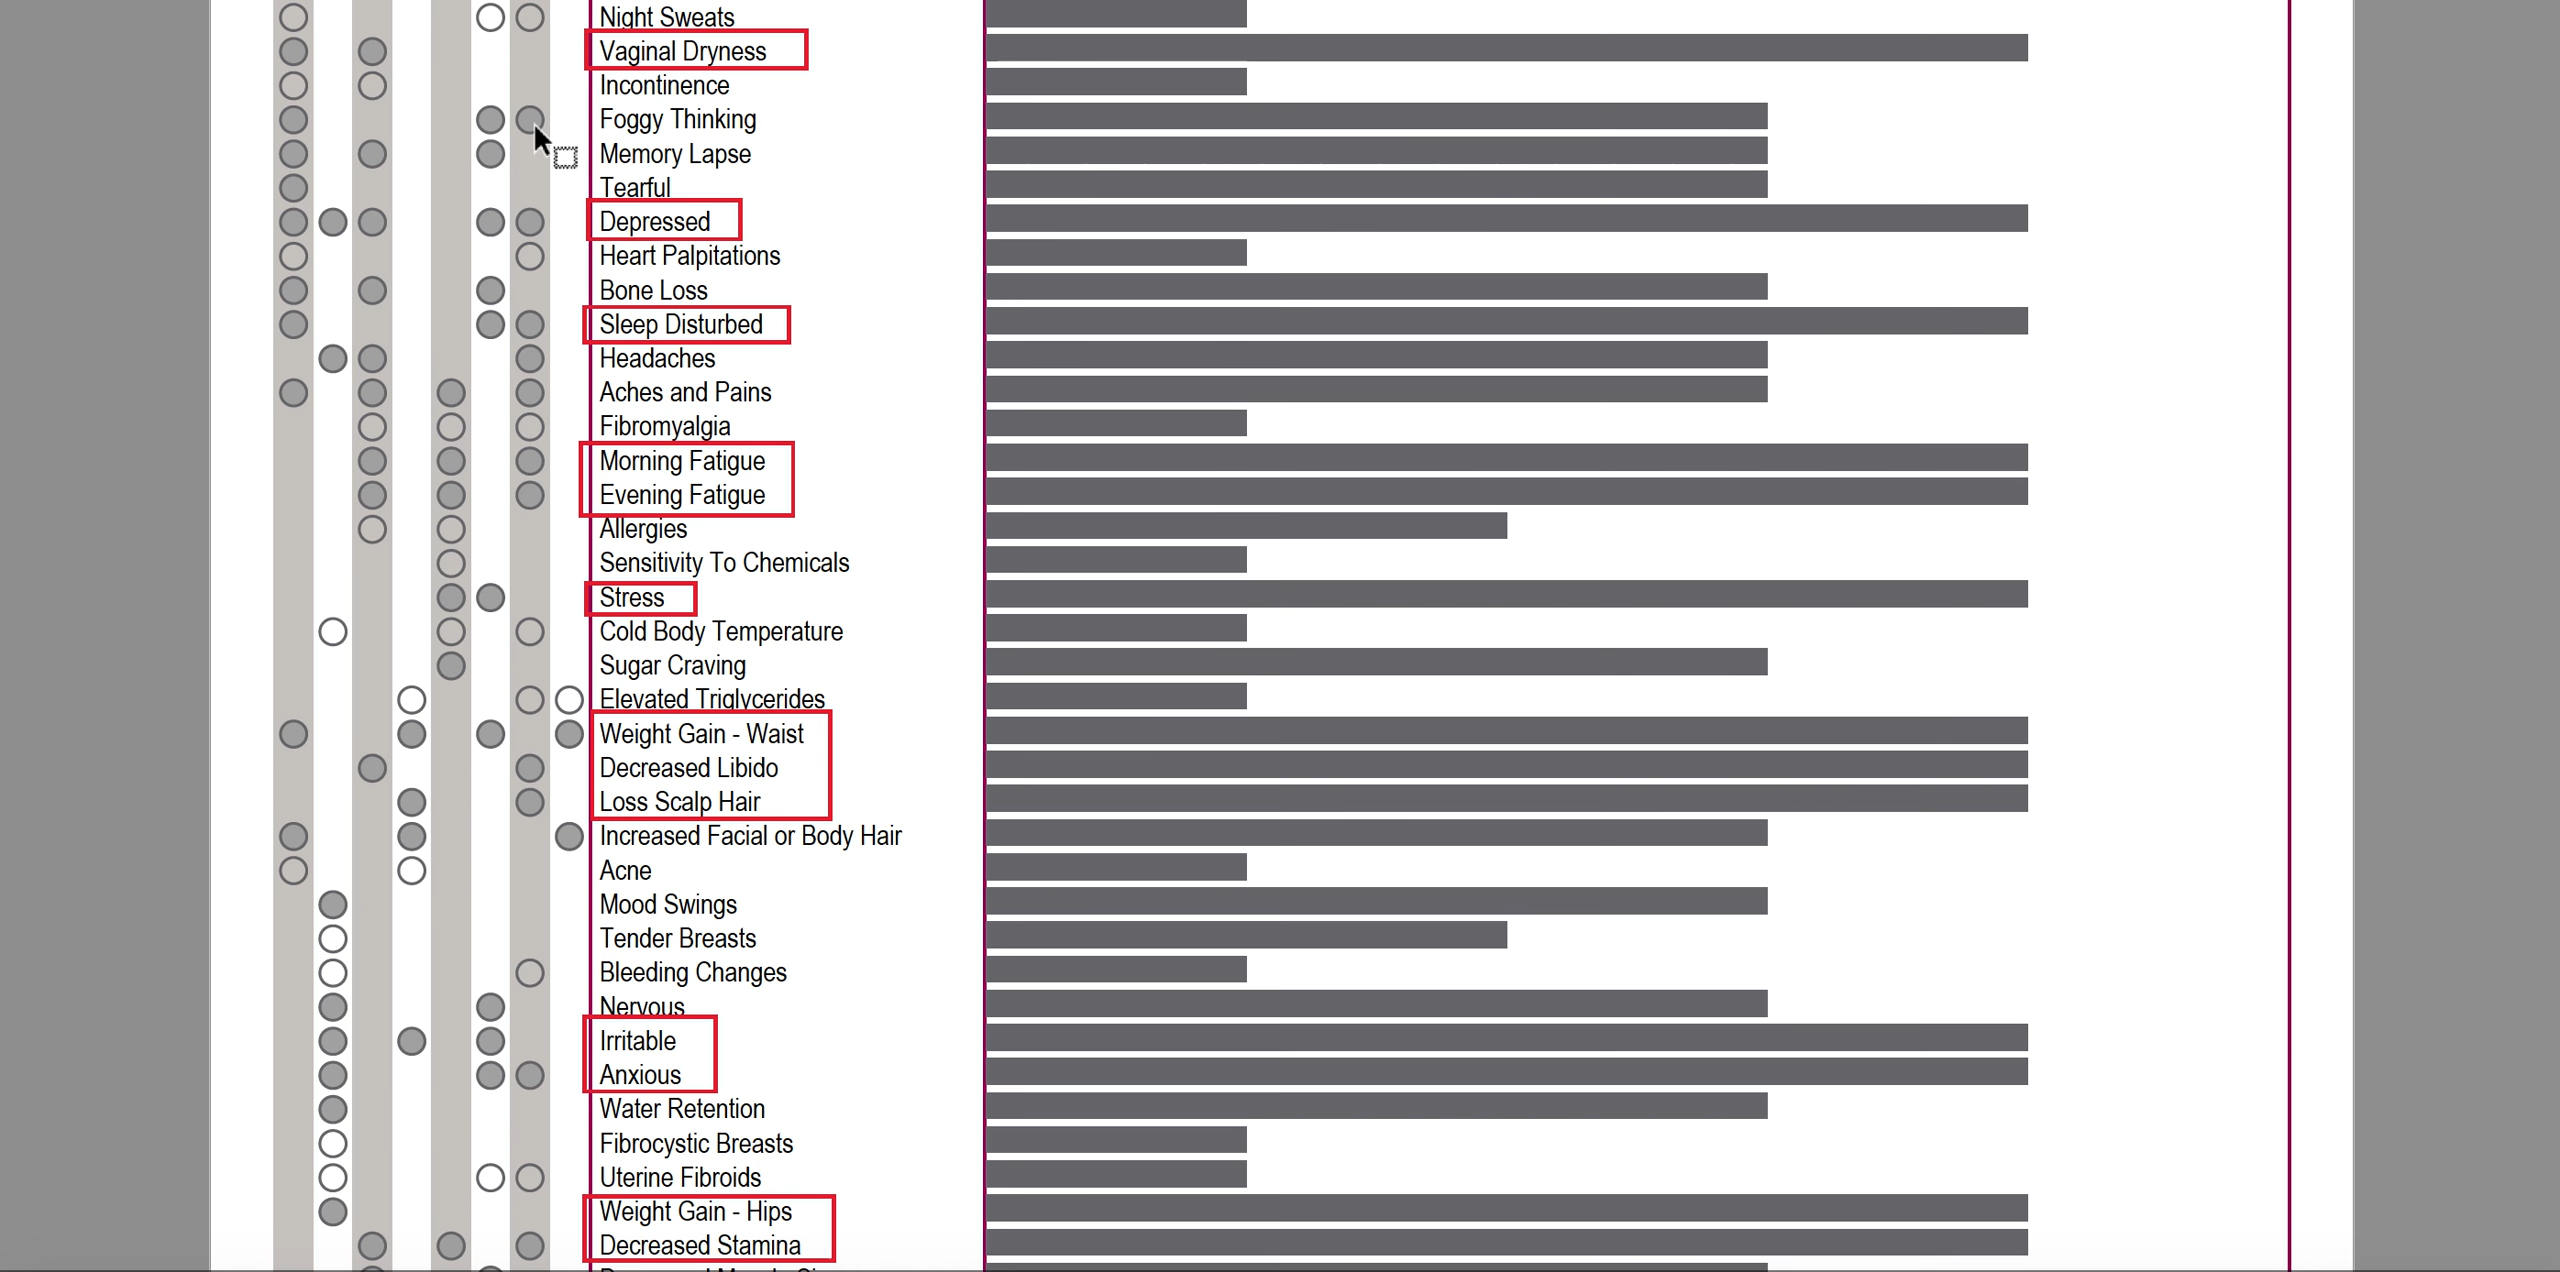 Night Sweats
Vaginal Dryness
Incontinence
Foggy Thinking
Memory Lapse
Tearful
Depressed
Heart Palpitations
Bone Loss
Sleep Disturbed
Headaches
Aches and Pains
Fibromyalgia
Morning Fatigue
Evening Fatigue
Allergies
Sensitivity To Chemicals
Stress
Cold Body Temperature
Sugar Craving
Elevated Triglycerides
Weight Gain - Waist
Decreased Libido
Loss Scalp Hair
Increased Facial or Body Hair
Acne
Mood Swings
Tender Breasts
Bleeding Changes
Nervous
Irritable
Anxious
Water Retention
Fibrocystic Breasts
Uterine Fibroids
Weight Gain - Hips
Decreased Stamina